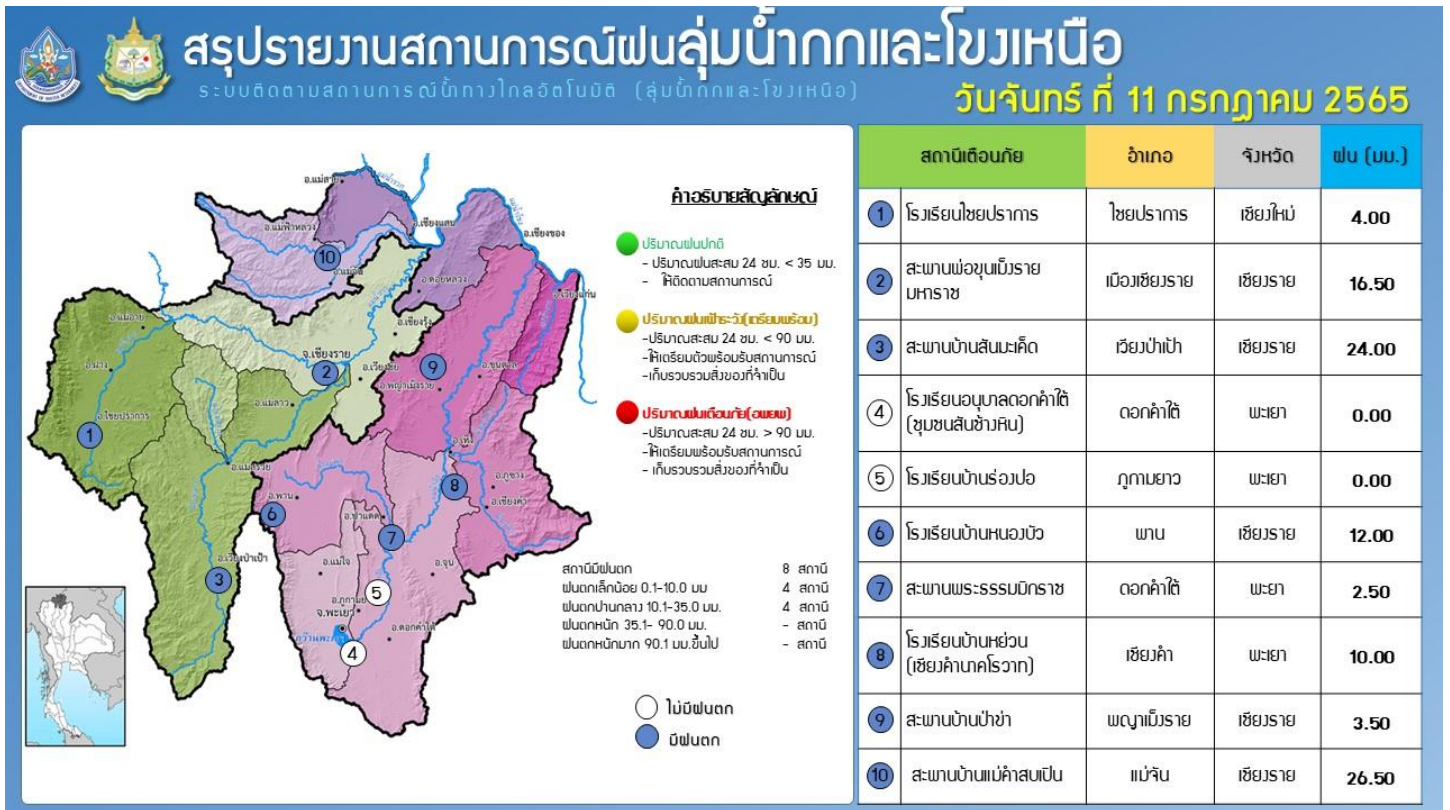 สรุปรายงานสถานการณ์ฝนลุ่มน้ำกกและโขงเหนือ
ระบบติดตามสถานการณ์น้ำทางไกลอัตโนมัติ (ลุ่มน้ำกกและโขงเหนือ)
วันจันทร์ ที่ 11 กรกฎาคม 2565
อ.แม่สาย
อ.แม่ฟ้าหลวง
อ.เชียงแสน
อ.เชียงของ
10
อ.แม่จัน
อ.ดอยหลวง
อ.เวียงแก่น
อ.แม่อาย
อ.เชียงรุ้ง
จ.เชียงราย
อ.ฝาง
2
อ.เวียงชัย
9
อ.ขุนตาล
อ.พญาเม็งราย
อ.ไชยปราการ
อ.แม่ลาว
1
อ.เทิง
อ.แม่สรวย
8
อ.ภูซาง
อ.เชียงคำ
อ.พาน
6
อ.ป่าแดด
7
อ.เวียงป่าเป้า
3
อ.แม่ใจ
อ.จุน
5
อ.ภูกามยาว
จ.พะเยา
กว๊านพะเยา
อ.ดอกคำใต้
4
คำอธิบายสัญลักษณ์
ปริมาณฝนปกติ
- ปริมาณฝนสะสม 24 ชม. < 35 มม.
- ให้ติดตามสถานการณ์
ปริมาณฝนเฝ้าระวัง(เตรียมพร้อม)
-ปริมาณสะสม 24 ชม. < 90 มม.
-ให้เตรียมตัวพร้อมรับสถานการณ์
-เก็บรวบรวมสิ่งของที่จำเป็น
ปริมาณฝนเตือนภัย(อพยพ)
-ปริมาณสะสม 24 ชม. > 90 มม.
-ให้เตรียมพร้อมรับสถานการณ์
- เก็บรวบรวมสิ่งของที่จำเป็น
สถานีมีฝนตก 8 สถานี
ฝนตกเล็กน้อย 0.1-10.0 มม 4 สถานี
ฝนตกปานกลาง 10.1-35.0 มม. 4 สถานี
ฝนตกหนัก 35.1- 90.0 มม. - สถานี
ฝนตกหนักมาก 90.1 มม.ขึ้นไป - สถานี
ไม่มีฝนตก
มีฝนตก
สถานีเตือนภัย อำเภอ จังหวัด ฝน (มม.)
1 โรงเรียนไชยปราการ ไชยปราการ เชียงใหม่ 4.00
2 สะพานพ่อขุนเม็งราย เมืองเชียงราย เชียงราย 16.50
มหาราช
3 สะพานบ้านสันมะเค็ด เวียงป่าเป้า เชียงราย 24.00
4 โรงเรียนอนุบาลดอกคำใต้ ดอกคำใต้ พะเยา 0.00
(ชุมชนสันช้างหิน)
5 โรงเรียนบ้านร่องปอ ภูกามยาว พะเยา 0.00
6 โรงเรียนบ้านหนองบัว พาน เชียงราย 12.00
7 สะพานพระธรรมมิกราช ดอกคำใต้ พะเยา 2.50
8 โรงเรียนบ้านหย่วน เชียงคำ พะเยา 10.00
(เชียงคำนาคโรวาท)
9 สะพานบ้านป่าข่า พญาเม็งราย เชียงราย 3.50
10 สะพานบ้านแม่คำสบเปิน แม่จัน เชียงราย 26.50